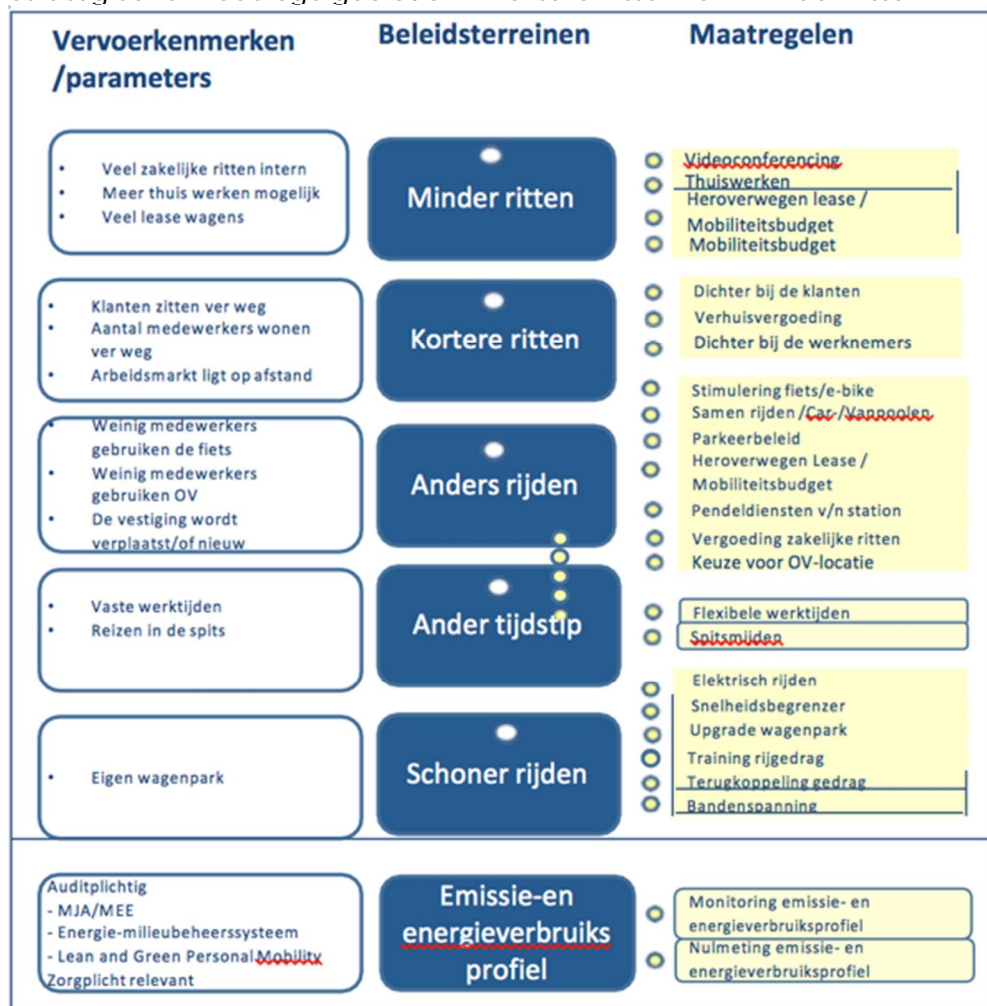 Vervoerkenmerken
/parameters
Beleidsterreinen
Maatregelen
• Veel zakelijke ritten intern
• Meer thuis werken mogelijk
• Veel lease wagens
Minder ritten
Videoconferencing
Thuiswerken
Heroverwegen lease /
Mobiliteitsbudget
Mobiliteitsbudget
• Klanten zitten ver weg
• Aantal medewerkers wonen
ver weg
• Arbeidsmarkt ligt op afstand
Kortere ritten
Dichter bij de klanten
Verhuisvergoeding
Dichter bij de werknemers
• Weinig medewerkers
gebruiken de fiets
• Weinig medewerkers
gebruiken OV
• De vestiging wordt
verplaatst/of nieuw
Anders rijden
Stimulering fiets/e-bike
Samen rijden /Car-/Vanpoolen
Parkeerbeleid
Heroverwegen Lease /
Mobiliteitsbudget
Pendeldiensten v/n station
Vergoeding zakelijke ritten
Keuze voor OV-locatie
• Vaste werktijden
• Reizen in de spits
Ander tijdstip
Flexibele werktijden
Spitsmijden
• Eigen wagenpark
Schoner rijden
Elektrisch rijden
Snelheidsbegrenzer
Upgrade wagenpark
Training rijgedrag
Terugkoppeling gedrag
Bandenspanning
Auditplichtig
- MJA/MEE
- Energie-milieubeheerssysteem
- Lean and Green Personal Mobility
Zorgplicht relevant
Emissie-en
energieverbruiks
profiel
Monitoring emissie- en
energieverbruiksprofiel
Nulmeting emissie- en
energieverbruiksprofiel